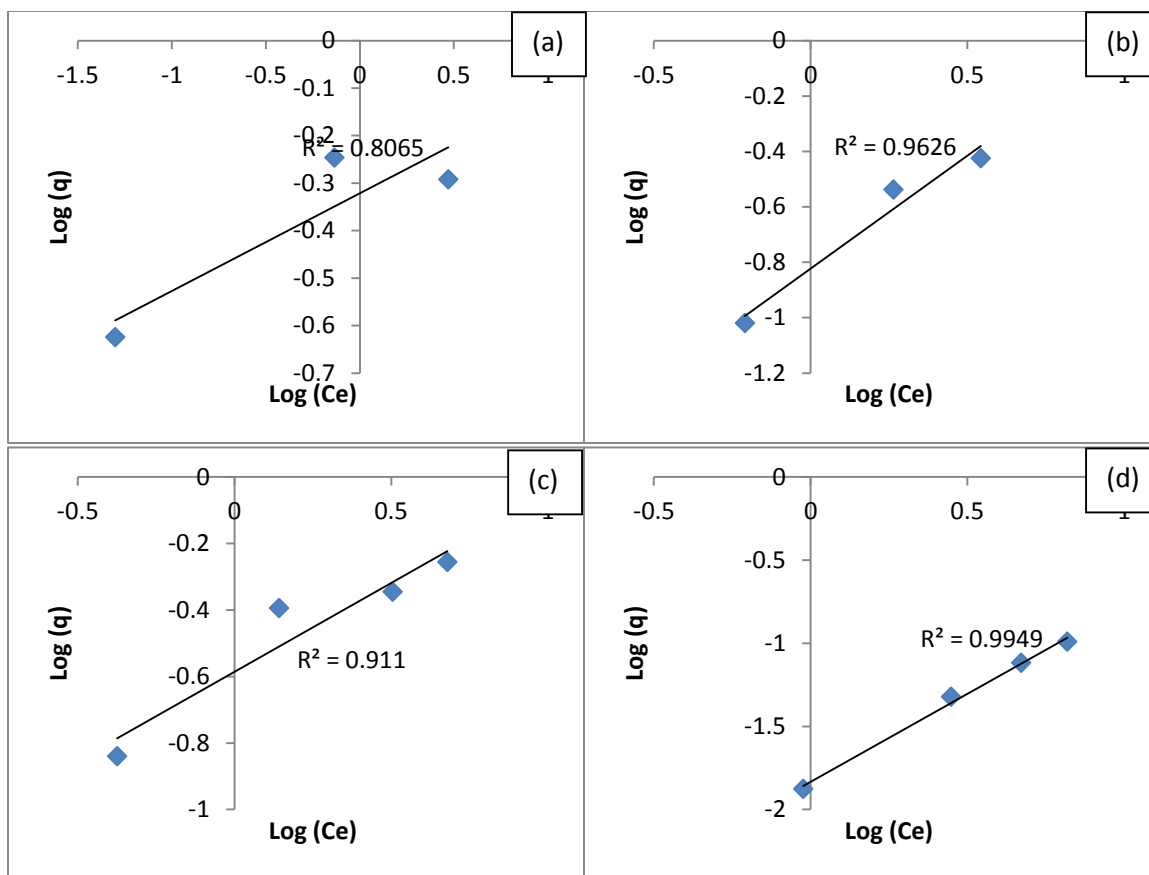 (a)
0
-1.5 -1 -0.5 0 0.5 1
-0.1
-0.2
R² = 0.8065
-0.3
-0.4
-0.5
-0.6
-0.7
Log (q)
Log (Ce)
(b)
0
-0.5 0 0.5 1
-0.2
-0.4
R² = 0.9626
-0.6
-0.8
-1
-1.2
Log (q)
Log (Ce)
(c)
0
-0.5 0 0.5 1
-0.2
-0.4
-0.6
R² = 0.911
-0.8
-1
Log (q)
Log (Ce)
(d)
0
-0.5 0 0.5 1
-0.5
-1
R² = 0.9949
-1.5
-2
Log (q)
Log (Ce)